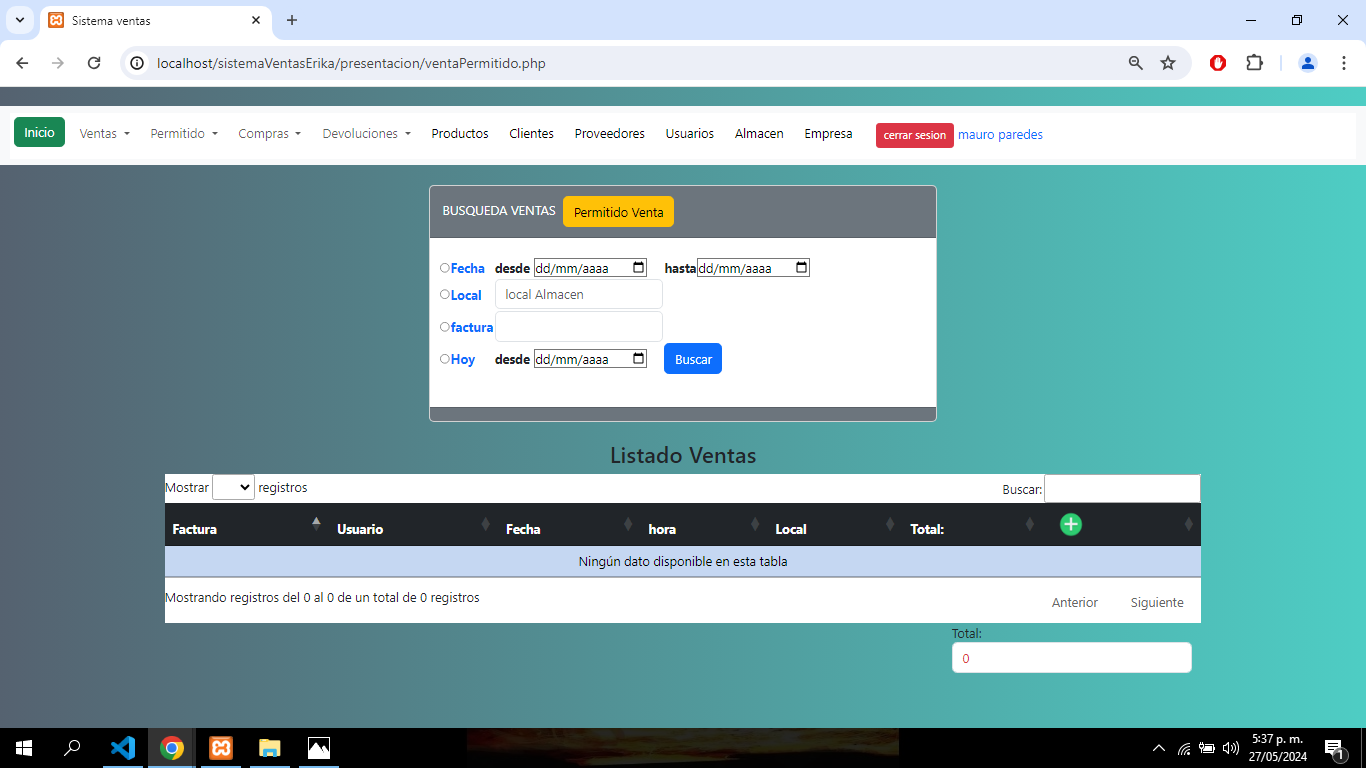 Sistema ventas
localhost/sistemaVentasErika/presentacion/ventaPermitido.php
Inicio Ventas Permitido Compras Devoluciones Productos Clientes Proveedores Usuarios Almacen Empresa cerrar sesion mauro paredes
BUSQUEDA VENTAS Permitido Venta
Fecha desde dd/mm/aaaa hasta dd/mm/aaaa
Local local Almacen
factura
Hoy desde dd/mm/aaaa Buscar
Listado Ventas
Mostrar registros Buscar:
Factura Usuario Fecha hora Local Total:
Ningún dato disponible en esta tabla
Mostrando registros del 0 al 0 de un total de 0 registros
Anterior Siguiente
Total:
0
5:37 p. m.
27/05/2024
1